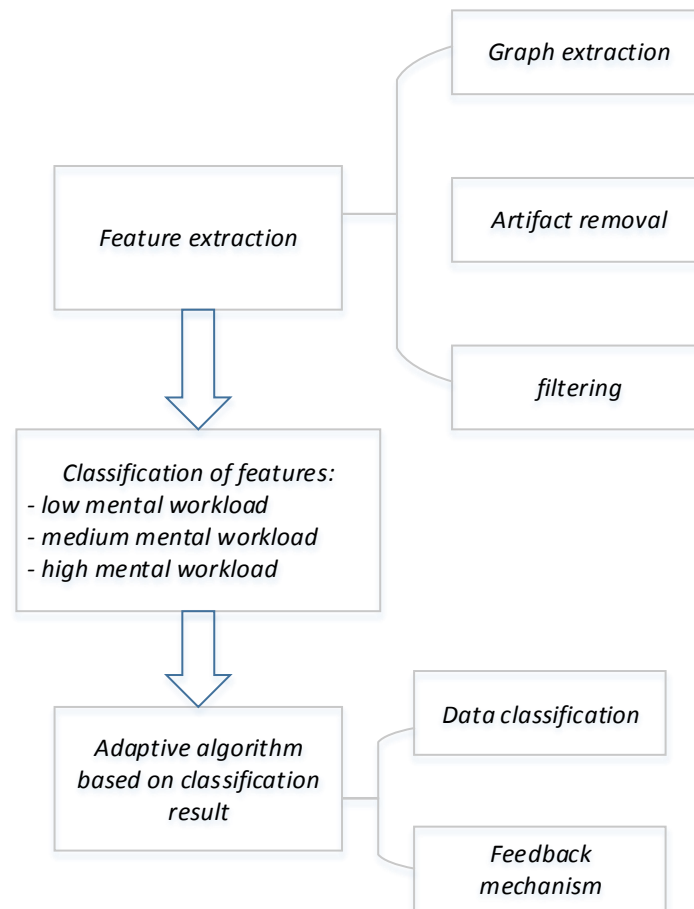 Graph extraction
Feature extraction
Artifact removal
filtering
Classification of features:
- low mental workload
- medium mental workload
- high mental workload
Data classification
Adaptive algorithm
based on classification
result
Feedback
mechanism